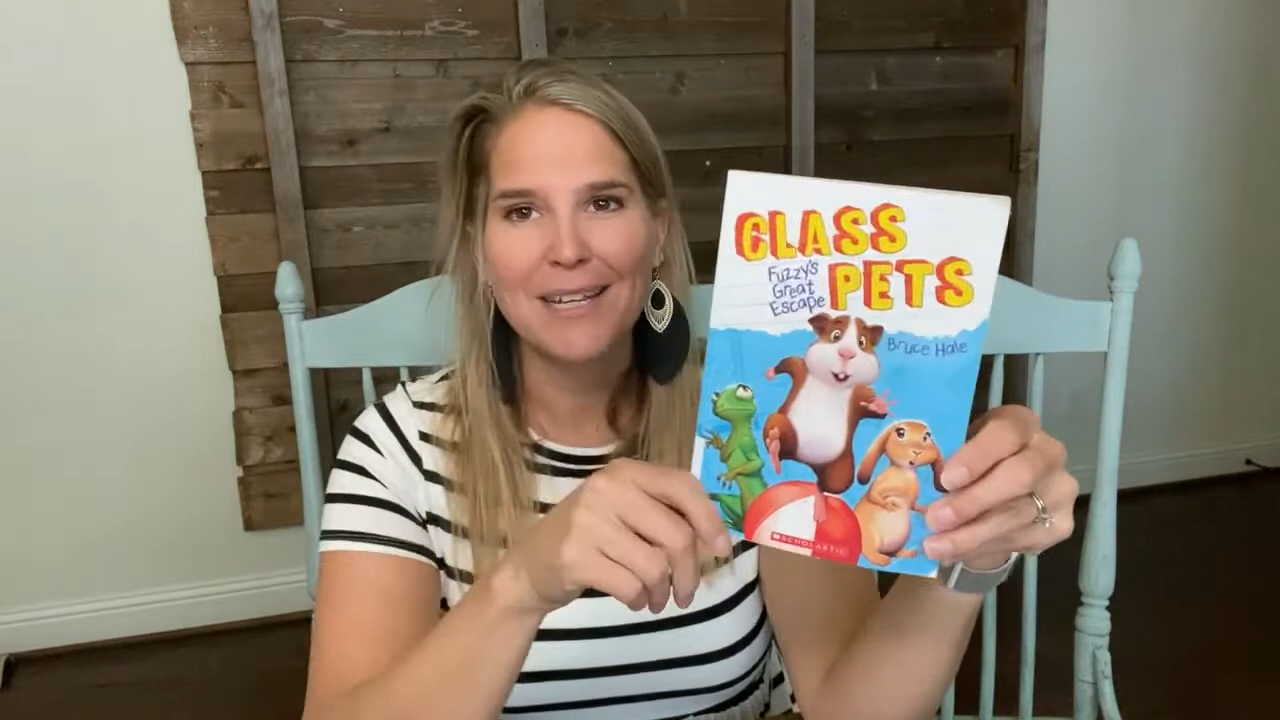 CLASS
PETS
Fuzzy's
Great
Escape
Bruce Hale
SCHOLASTIC